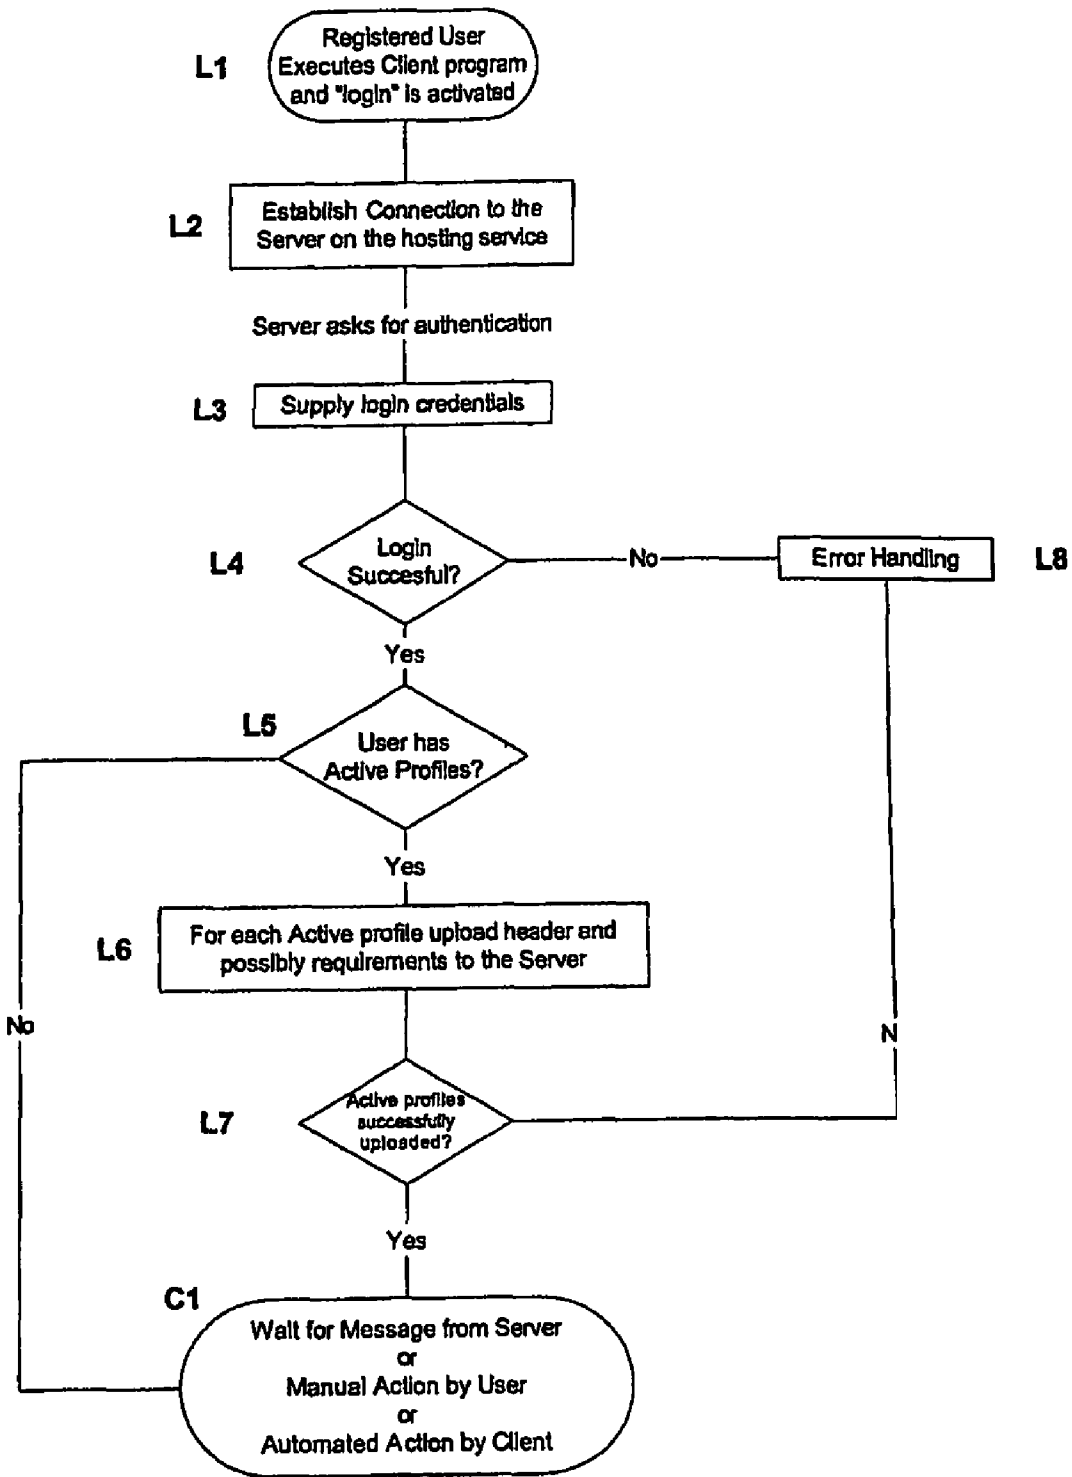 L1
Registered User
Executes Client program
and "login" is activated
L2
Establish Connection to the
Server on the hosting service
Server asks for authentication
L3
Supply login credentials
L4
Login
Succesful?
No
Error Handling
L8
Yes
L5
User has
Active Profiles?
Yes
L6
For each Active profile upload header and
possibly requirements to the Server
No
N
L7
Active profiles
successfully
uploaded?
Yes
C1
Wait for Message from Server
or
Manual Action by User
or
Automated Action by Client